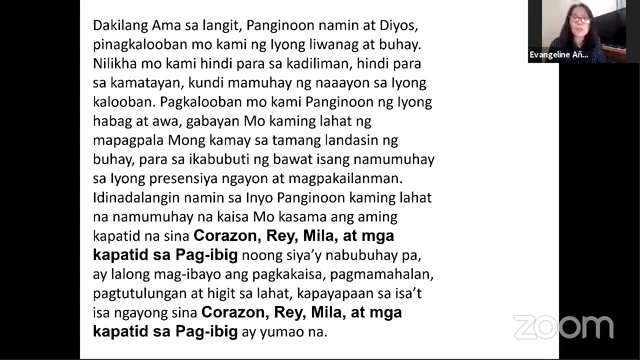 Dakilang Ama sa langit, Panginoon namin at Diyos,
pinagkalooban mo kami ng Iyong liwanag at buhay.
Nilikha mo kami hindi para sa kadiliman, hindi para
sa kamatayan, kundi mamuhay ng naaayon sa Iyong
kalooban. Pagkalooban mo kami Panginoon ng Iyong
habag at awa, gabayan Mo kaming lahat ng
mapagpala Mong kamay sa tamang landasin ng
buhay, para sa ikabubuti ng bawat isang namumuhay
sa Iyong presensiya ngayon at magpakailanman.
Idinadalangin namin sa Inyo Panginoon kaming lahat
na namumuhay na kaisa Mo kasama ang aming
kapatid na sina Corazon, Rey, Mila, at mga
kapatid sa Pag-ibig noong siya'y nabubuhay pa,
ay lalong mag-ibayo ang pagkakaisa, pagmamahalan,
pagtutulungan at higit sa lahat, kapayapaan sa isa't
isa ngayong sina Corazon, Rey, Mila, at mga
kapatid sa Pag-ibig ay yumao na.
Evangeline Añ...
zoom